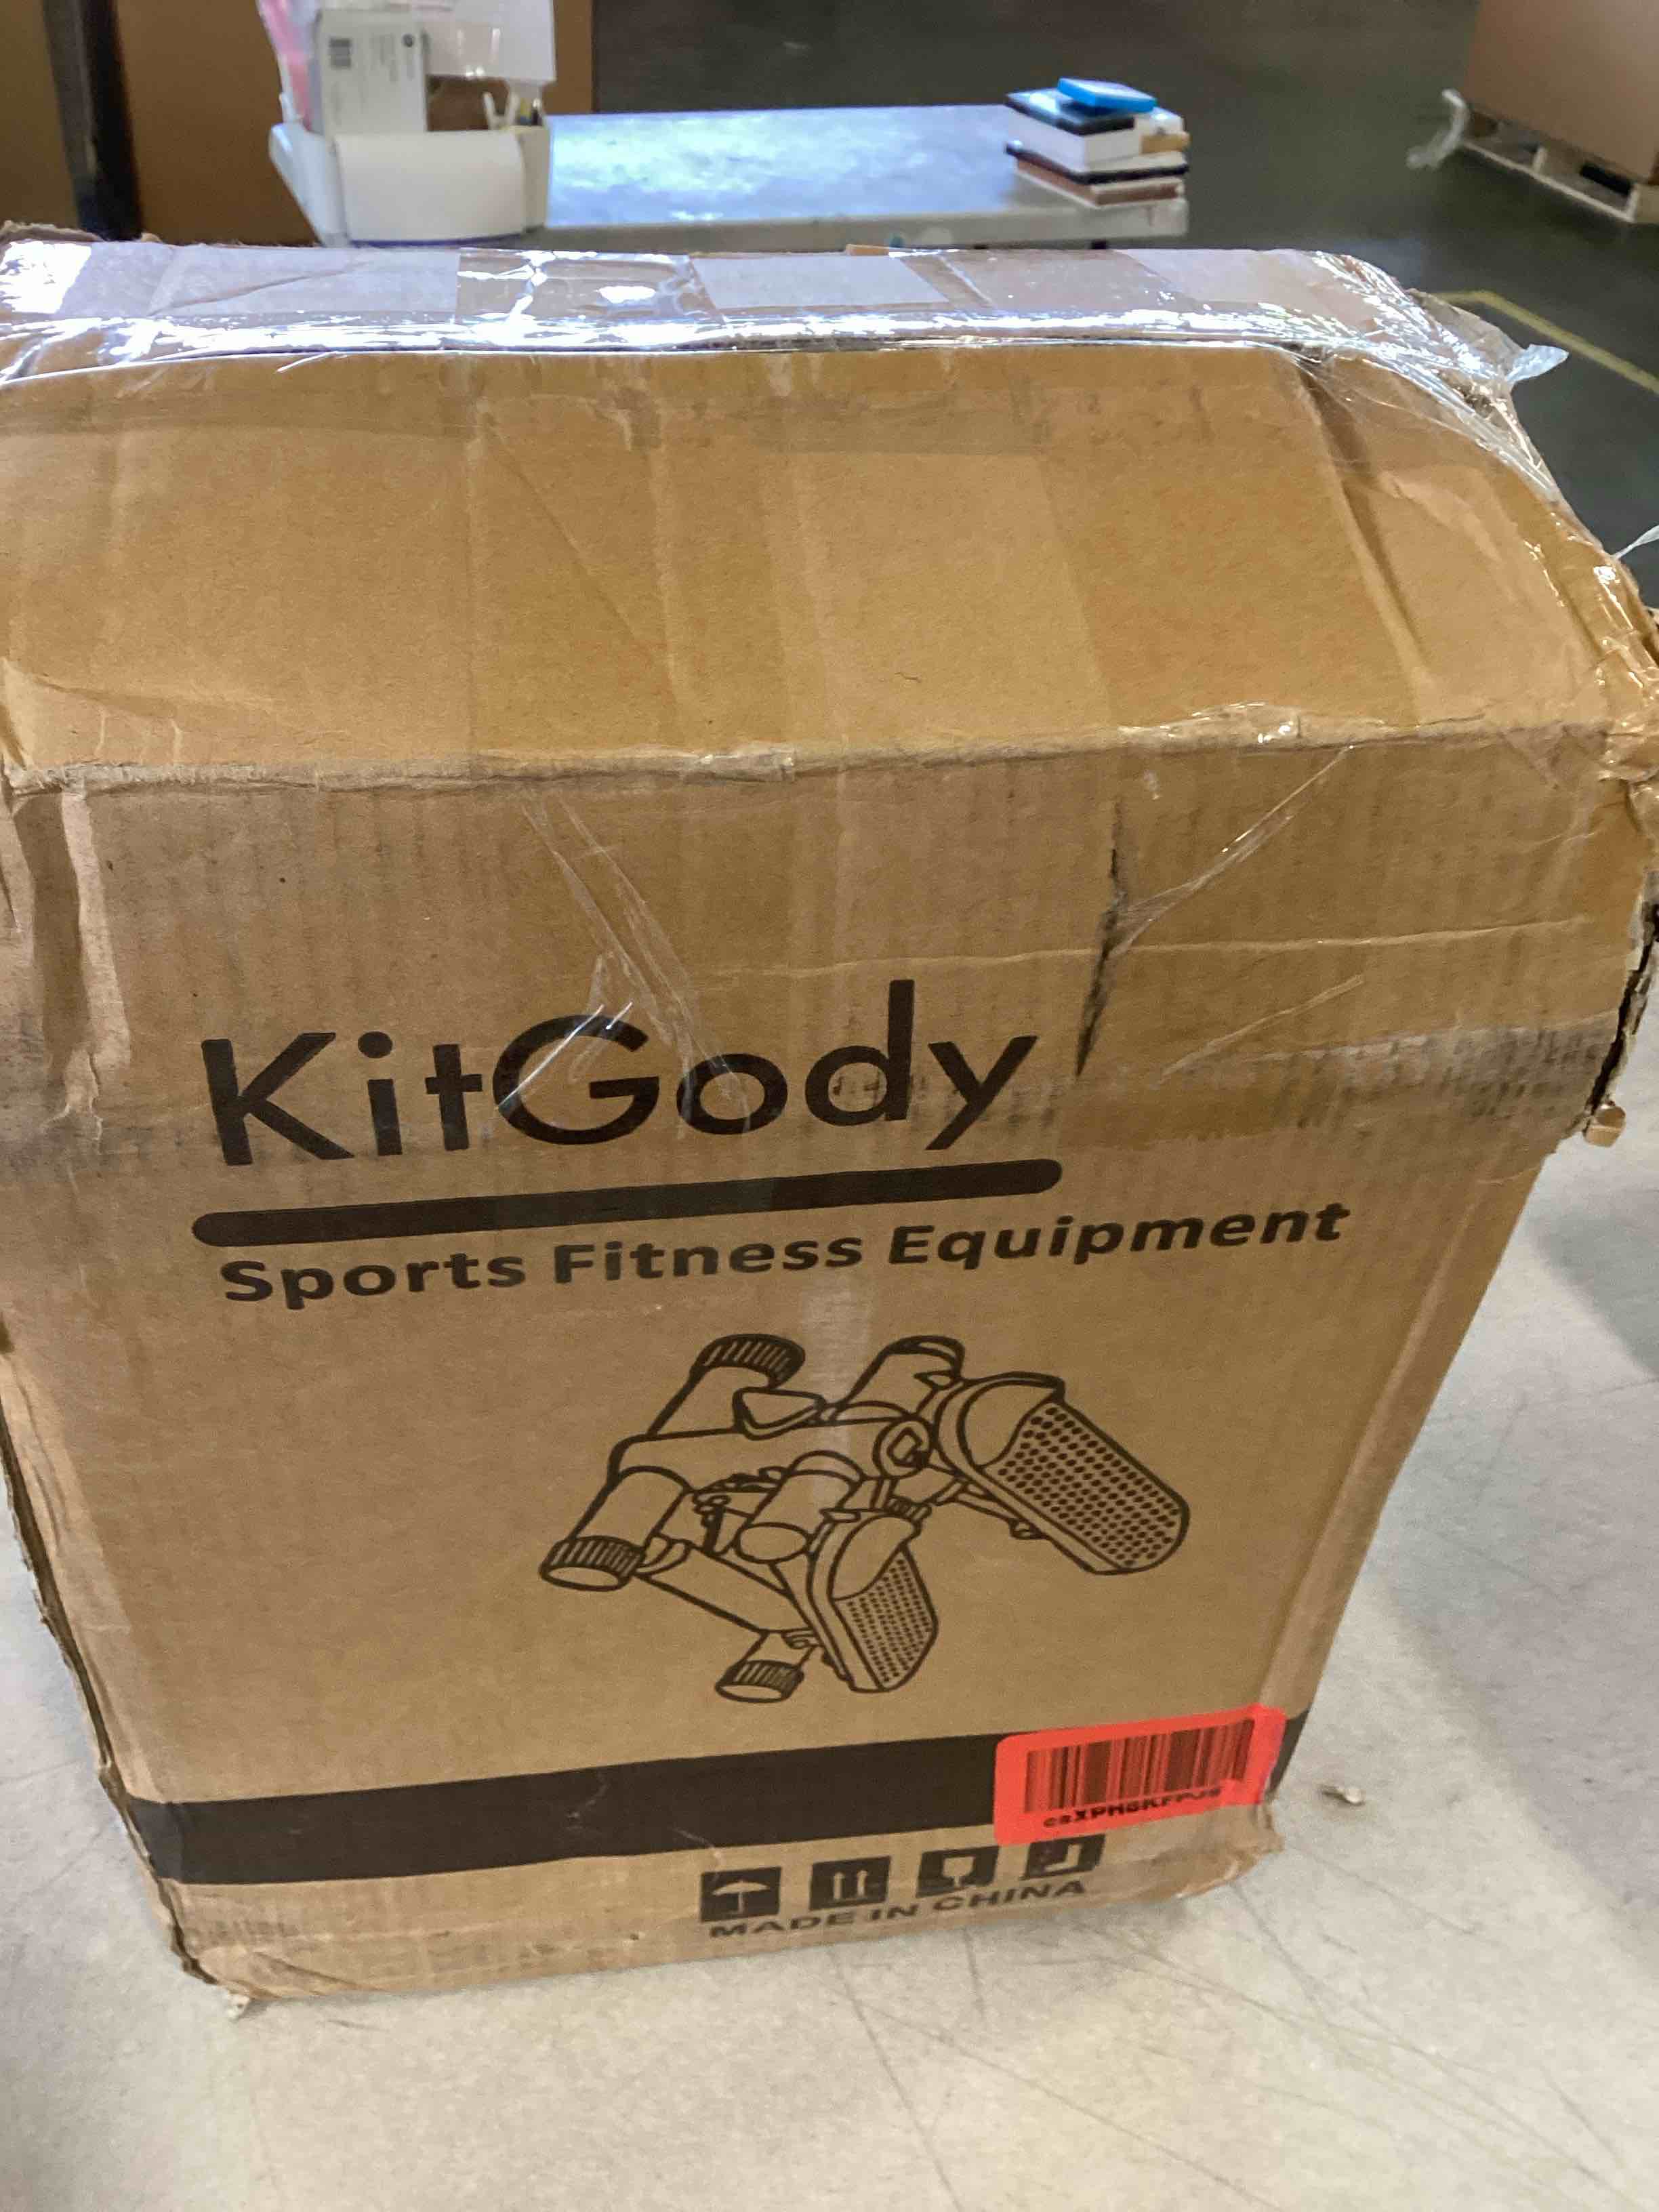 KitGody
Sports Fitness Equipment
MADE IN CHINA